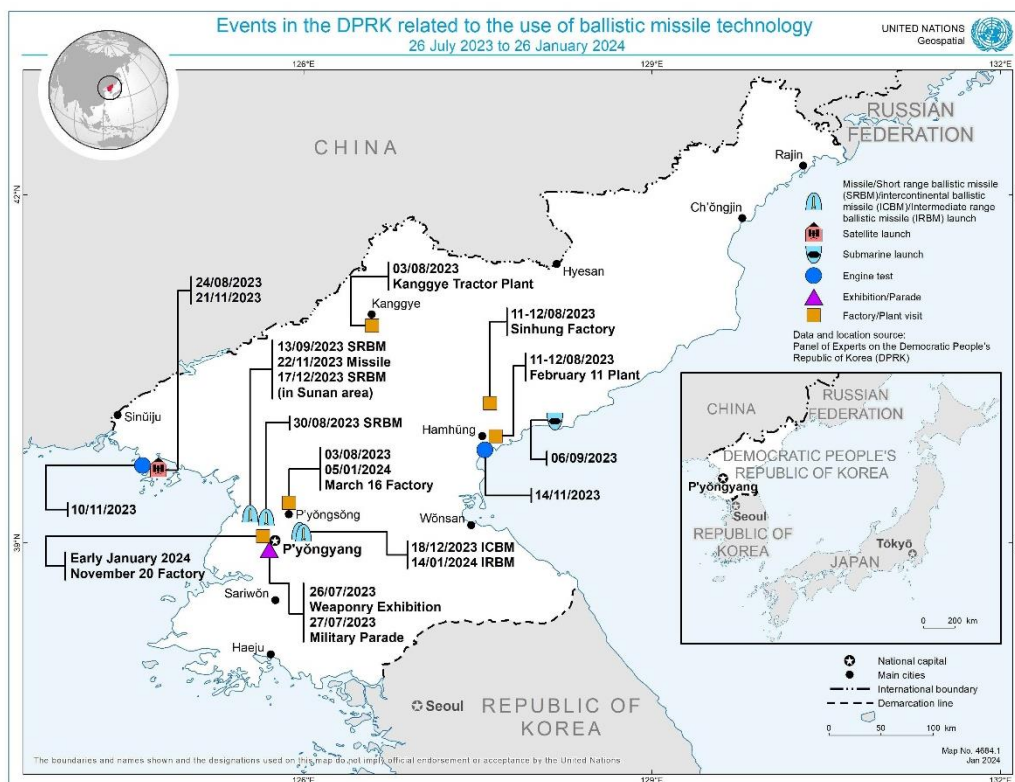 Events in the DPRK related to the use of ballistic missile technology
26 July 2023 to 26 January 2024
UNITED NATIONS
Geospatial
126°E
129°E
132°E
CHINA
RUSSIAN
FEDERATION
Rajin
42°N
42°N
Ch'ŏngjin
Missile/Short range ballistic missile
(SRBM)/intercontinental ballistic
missile (ICBM)/Intermediate range
ballistic missile (IRBM) launch
Satellite launch
Submarine launch
Engine test
Exhibition/Parade
Factory/Plant visit
Data and location source:
Panel of Experts on the Democratic People's
Republic of Korea (DPRK)
Hyesan
03/08/2023
Kanggye Tractor Plant
Kanggye
24/08/2023
21/11/2023
11-12/08/2023
Sinhung Factory
13/09/2023 SRBM
22/11/2023 Missile
17/12/2023 SRBM
(in Sunan area)
11-12/08/2023
February 11 Plant
Sinŭiju
30/08/2023 SRBM
Hamhŭng
03/08/2023
05/01/2024
March 16 Factory
06/09/2023
14/11/2023
10/11/2023
P'yŏngsŏng
Wŏnsan
39°N
39°N
P'yŏngyang
18/12/2023 ICBM
14/01/2024 IRBM
Early January 2024
November 20 Factory
Sariwŏn
26/07/2023
Weaponry Exhibition
27/07/2023
Military Parade
Haeju
Seoul
REPUBLIC OF
KOREA
CHINA
RUSSIAN
FEDERATION
DEMOCRATIC PEOPLE'S
REPUBLIC OF KOREA
P'yŏngyang
Seoul
REPUBLIC OF
KOREA
Tōkyō
JAPAN
0 200 km
National capital
Main cities
International boundary
Demarcation line
0 50 100 km
Map No. 4684.1
Jan 2024
The boundaries and names shown and the designations used on this map do not imply official endorsement or acceptance by the United Nations
126°E
129°E
132°E